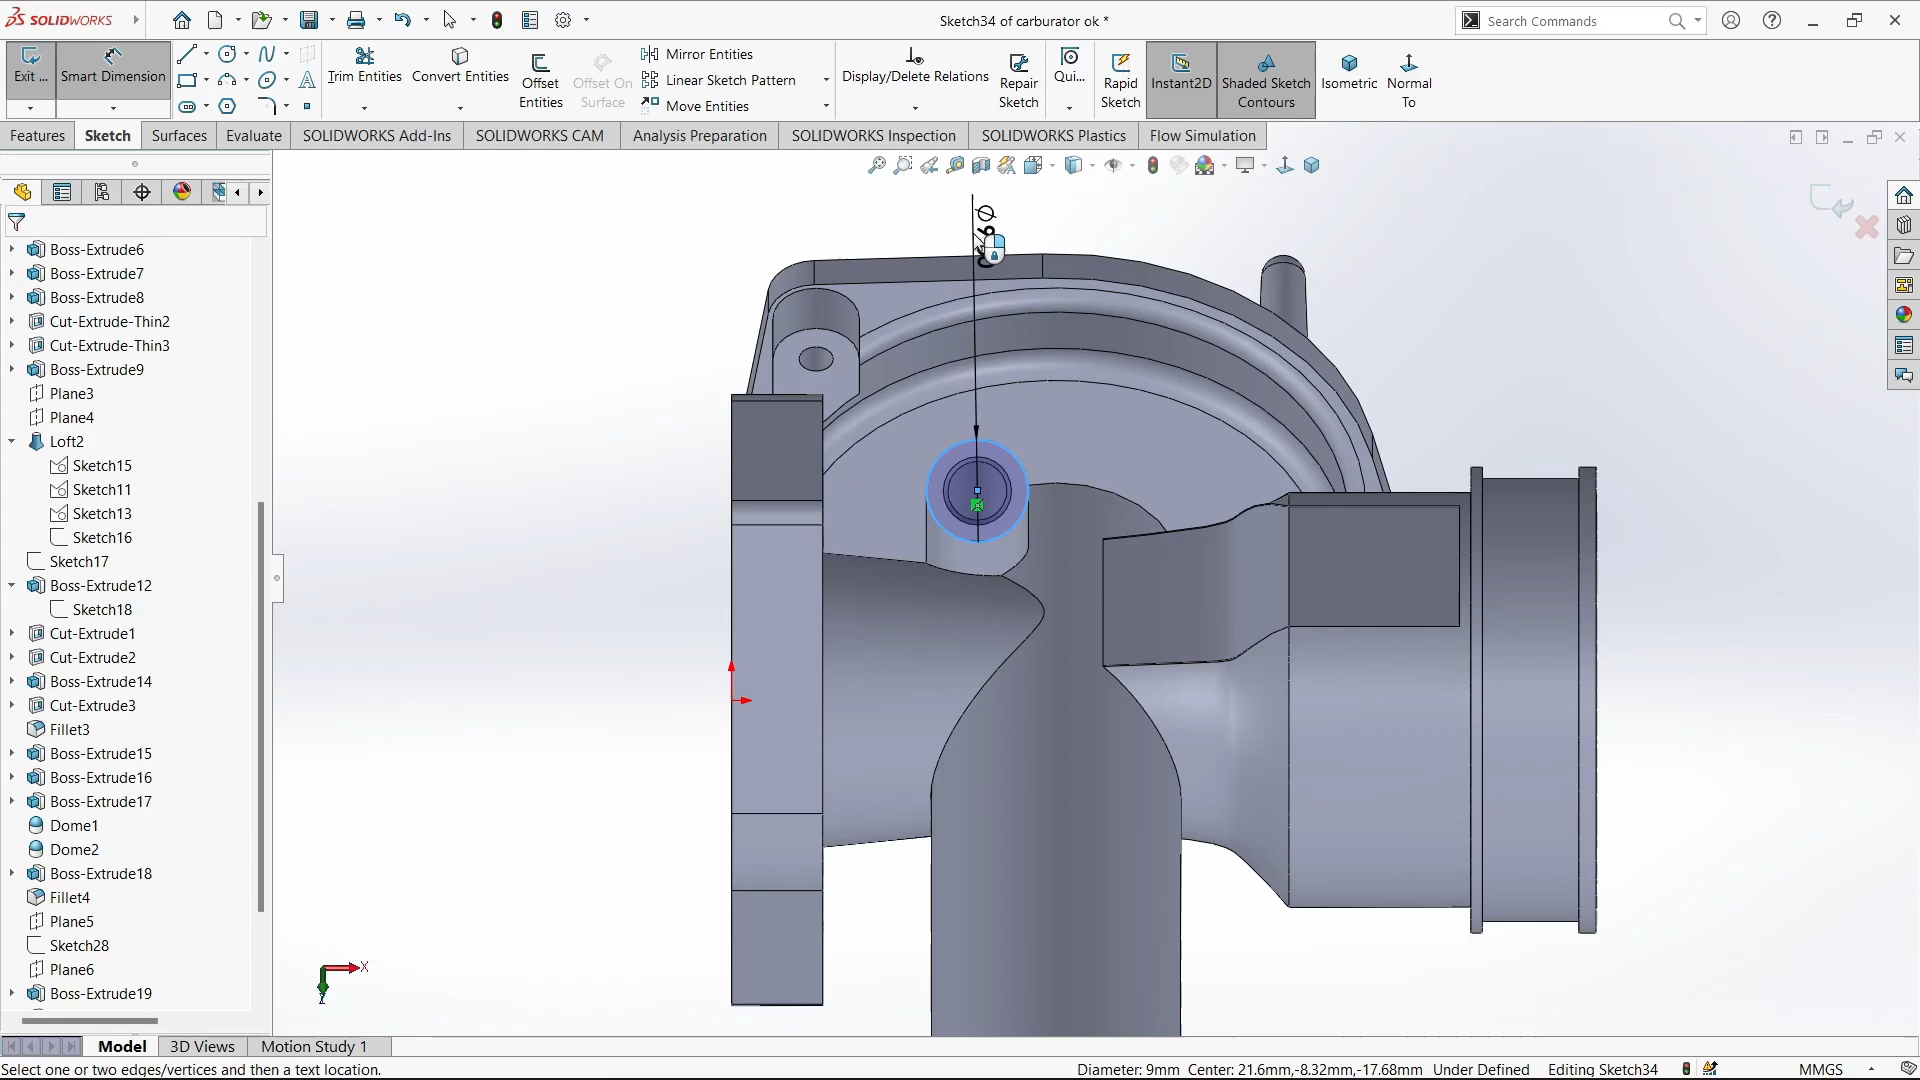 SOLIDWORKS
Sketch34 of carburator ok *
Search Commands
Exit ...
Smart Dimension
Trim Entities
Convert Entities
Offset Entities
Offset On Surface
Mirror Entities
Linear Sketch Pattern
Move Entities
Display/Delete Relations
Repair Sketch
Qui...
Rapid Sketch
Instant2D
Shaded Sketch Contours
Isometric
Normal To
Features
Sketch
Surfaces
Evaluate
SOLIDWORKS Add-Ins
SOLIDWORKS CAM
Analysis Preparation
SOLIDWORKS Inspection
SOLIDWORKS Plastics
Flow Simulation
Boss-Extrude6
Boss-Extrude7
Boss-Extrude8
Cut-Extrude-Thin2
Cut-Extrude-Thin3
Boss-Extrude9
Plane3
Plane4
Loft2
Sketch15
Sketch11
Sketch13
Sketch16
Sketch17
Boss-Extrude12
Sketch18
Cut-Extrude1
Cut-Extrude2
Boss-Extrude14
Cut-Extrude3
Fillet3
Boss-Extrude15
Boss-Extrude16
Boss-Extrude17
Dome1
Dome2
Boss-Extrude18
Fillet4
Plane5
Sketch28
Plane6
Boss-Extrude19
X
Model
3D Views
Motion Study 1
Select one or two edges/vertices and then a text location.
Diameter: 9mm Center: 21.6mm,-8.32mm,-17.68mm Under Defined Editing Sketch34 MMGS